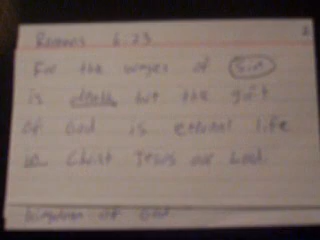 Romans 6:23
For the wages of Sin
is death, but the gift
of God is eternal life
in Christ Jesus our Lord.
kingdom of God.